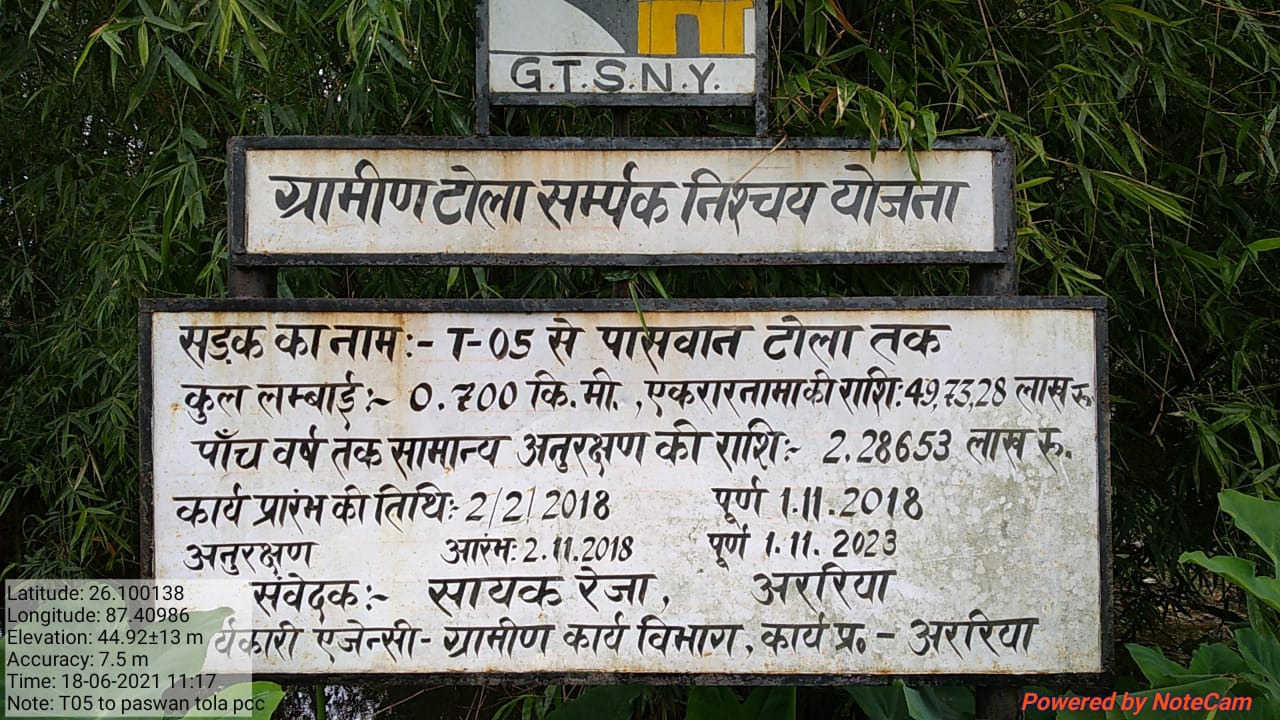 G.T.S.N.Y.
ग्रामीण टोला सर्म्पक निश्चय योजना
सड़क का नाम :- T-05 से पासवान टोला तक
कुल लम्बाई :- 0.700 कि.मी. , एकरारनामा की राशि: 49,73,28 लाख रू.
पाँच वर्ष तक सामान्य अनुरक्षण की राशि :- 2.28653 लाख रु.
कार्य प्रारंभ की तिथि :- 2/2/2018 पूर्ण 1.11.2018
अनुरक्षण आरंभ: 2.11.2018 पूर्ण 1.11.2023
संवेदक :- सायक रेजा, अररिया
र्यकारी एजेन्सी - ग्रामीण कार्य विभाग, कार्य प्र० - अररिया
Latitude: 26.100138
Longitude: 87.40986
Elevation: 44.92±13 m
Accuracy: 7.5 m
Time: 18-06-2021 11:17
Note: T05 to paswan tola pcc
Powered by NoteCam